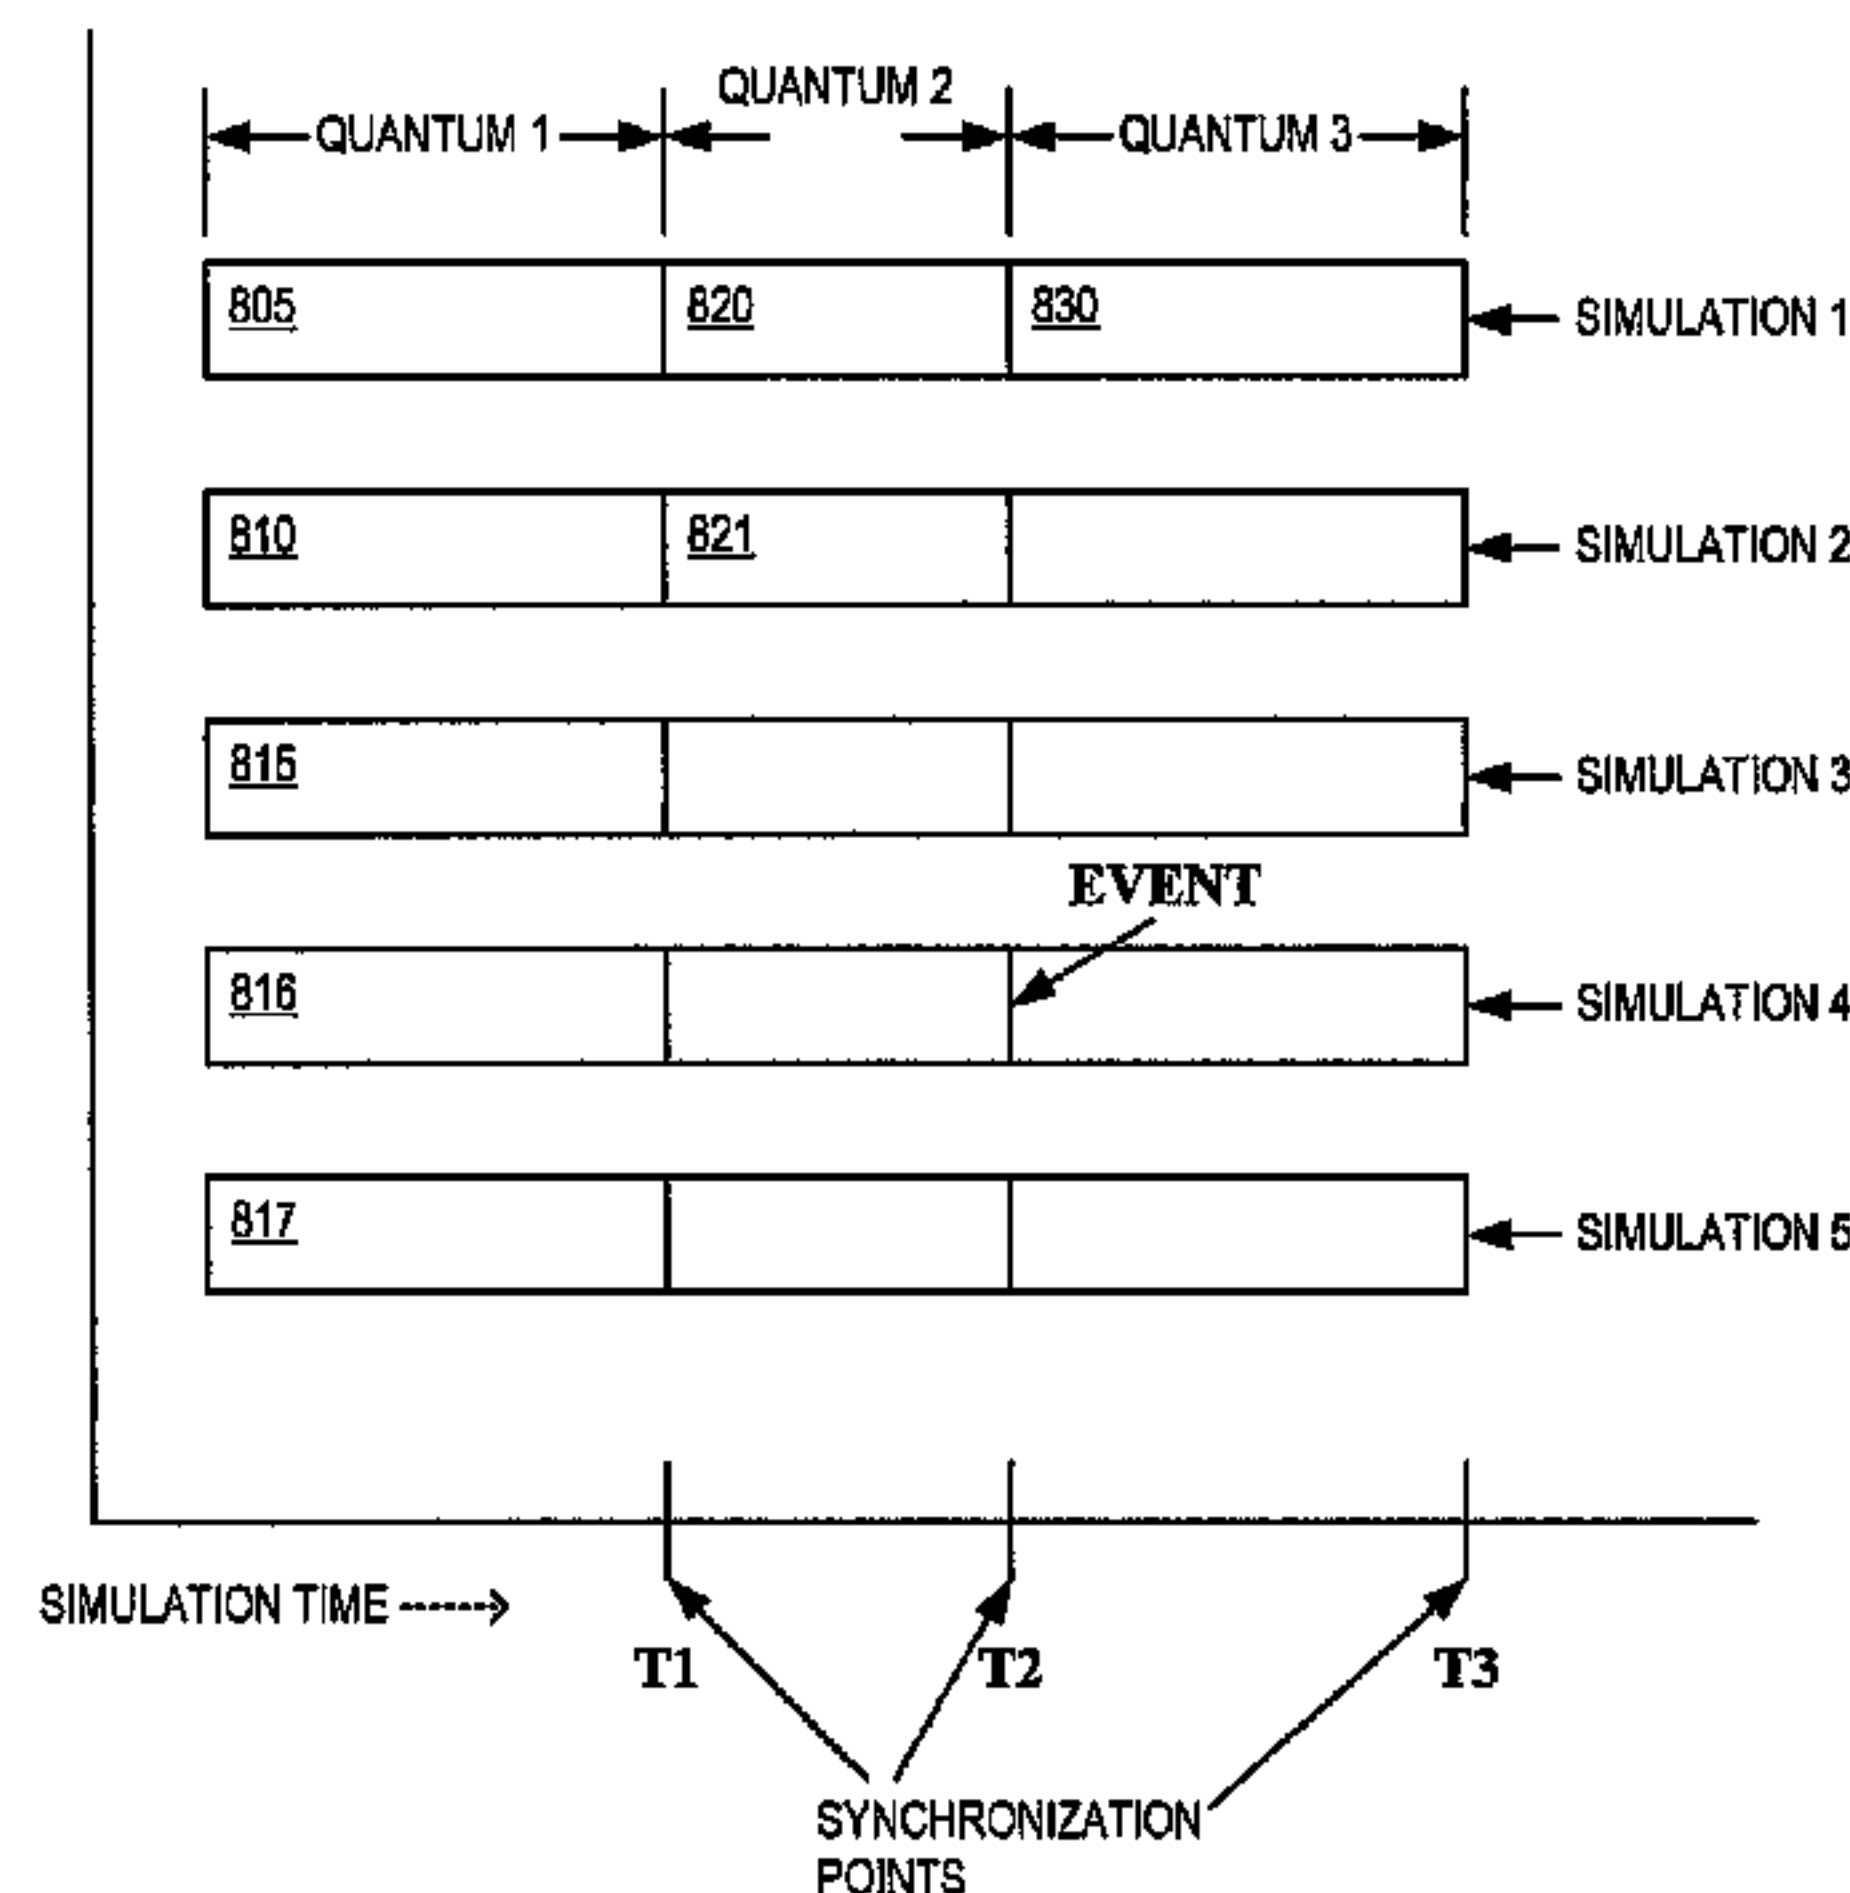 QUANTUM 2
QUANTUM 1
QUANTUM 3
805
820
830
SIMULATION 1
810
821
SIMULATION 2
815
SIMULATION 3
EVENT
816
SIMULATION 4
817
SIMULATION 5
SIMULATION TIME
T1
T2
T3
SYNCHRONIZATION
POINTS